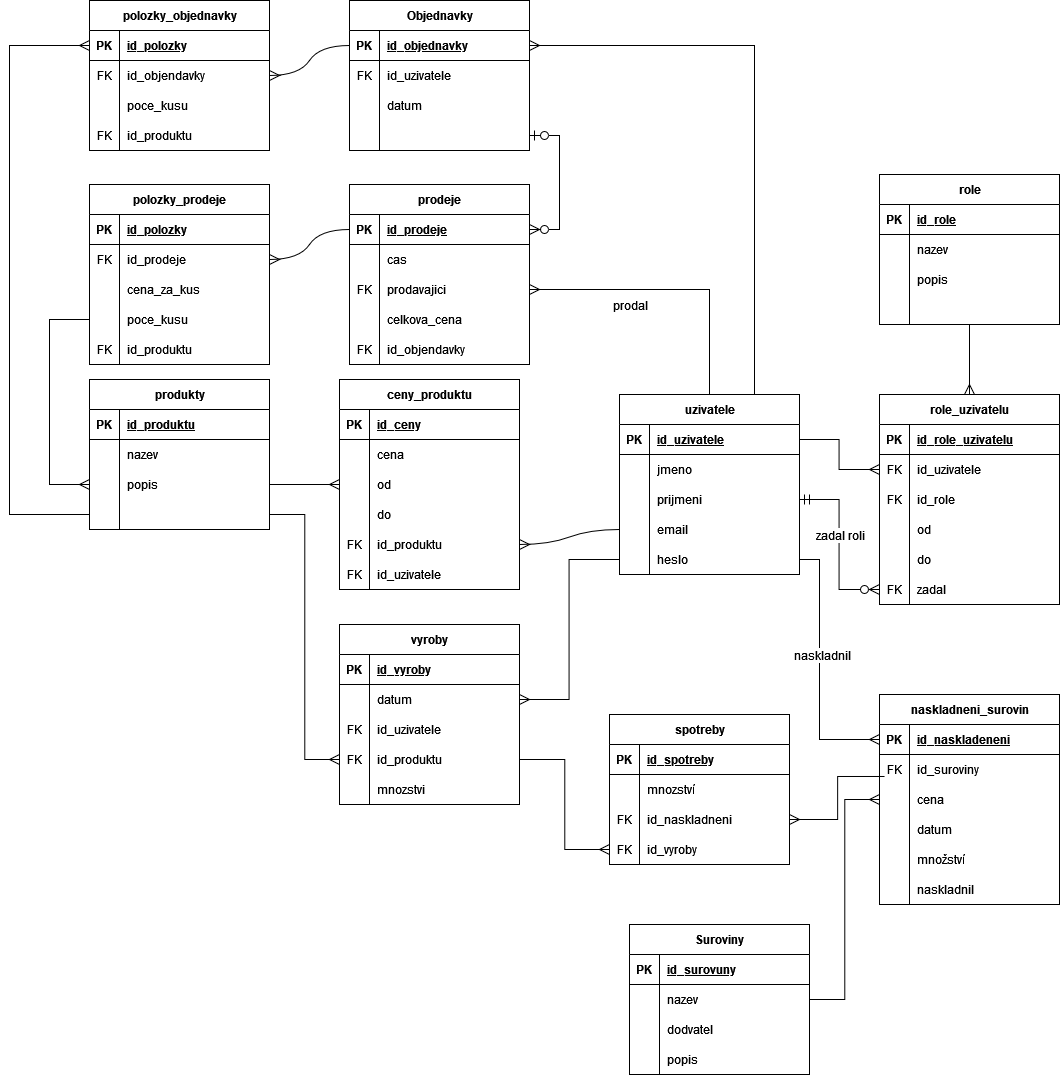 polozky_objednavky
PK id_polozky
FK id_objendavky
poce_kusu
FK id_produktu
Objednavky
PK id_objednavky
FK id_uzivatele
datum
polozky_prodeje
PK id_polozky
FK id_prodeje
cena_za_kus
poce_kusu
FK id_produktu
prodeje
PK id_prodeje
cas
FK prodavajici
celkova_cena
FK id_objendavky
prodal
role
PK id_role
nazev
popis
produkty
PK id_produktu
nazev
popis
ceny_produktu
PK id_ceny
cena
od
do
FK id_produktu
FK id_uzivatele
uzivatele
PK id_uzivatele
jmeno
prijmeni
email
heslo
role_uzivatelu
PK id_role_uzivatelu
FK id_uzivatele
FK id_role
od
do
FK zadal
zadal roli
naskladnil
vyroby
PK id_vyroby
datum
FK id_uzivatele
FK id_produktu
mnozstvi
spotreby
PK id_spotreby
mnozství
FK id_naskladneni
FK id_vyroby
naskladneni_surovin
PK id_naskladeneni
FK id_suroviny
cena
datum
množství
naskladnil
Suroviny
PK id_surovuny
nazev
dodvatel
popis